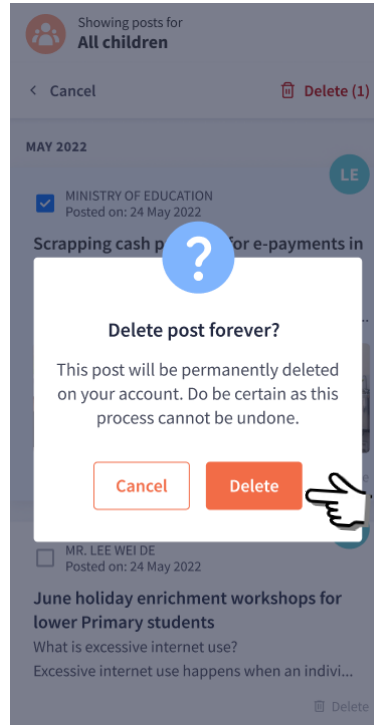 Showing posts for
All children
Cancel
Delete (1)
MAY 2022
LE
MINISTRY OF EDUCATION
Posted on: 24 May 2022
Scrapping cash p for e-payments in
?
Delete post forever?
This post will be permanently deleted
on your account. Do be certain as this
process cannot be undone.
Cancel
Delete
MR. LEE WEI DE
Posted on: 24 May 2022
June holiday enrichment workshops for
lower Primary students
What is excessive internet use?
Excessive internet use happens when an indivi...
Delete